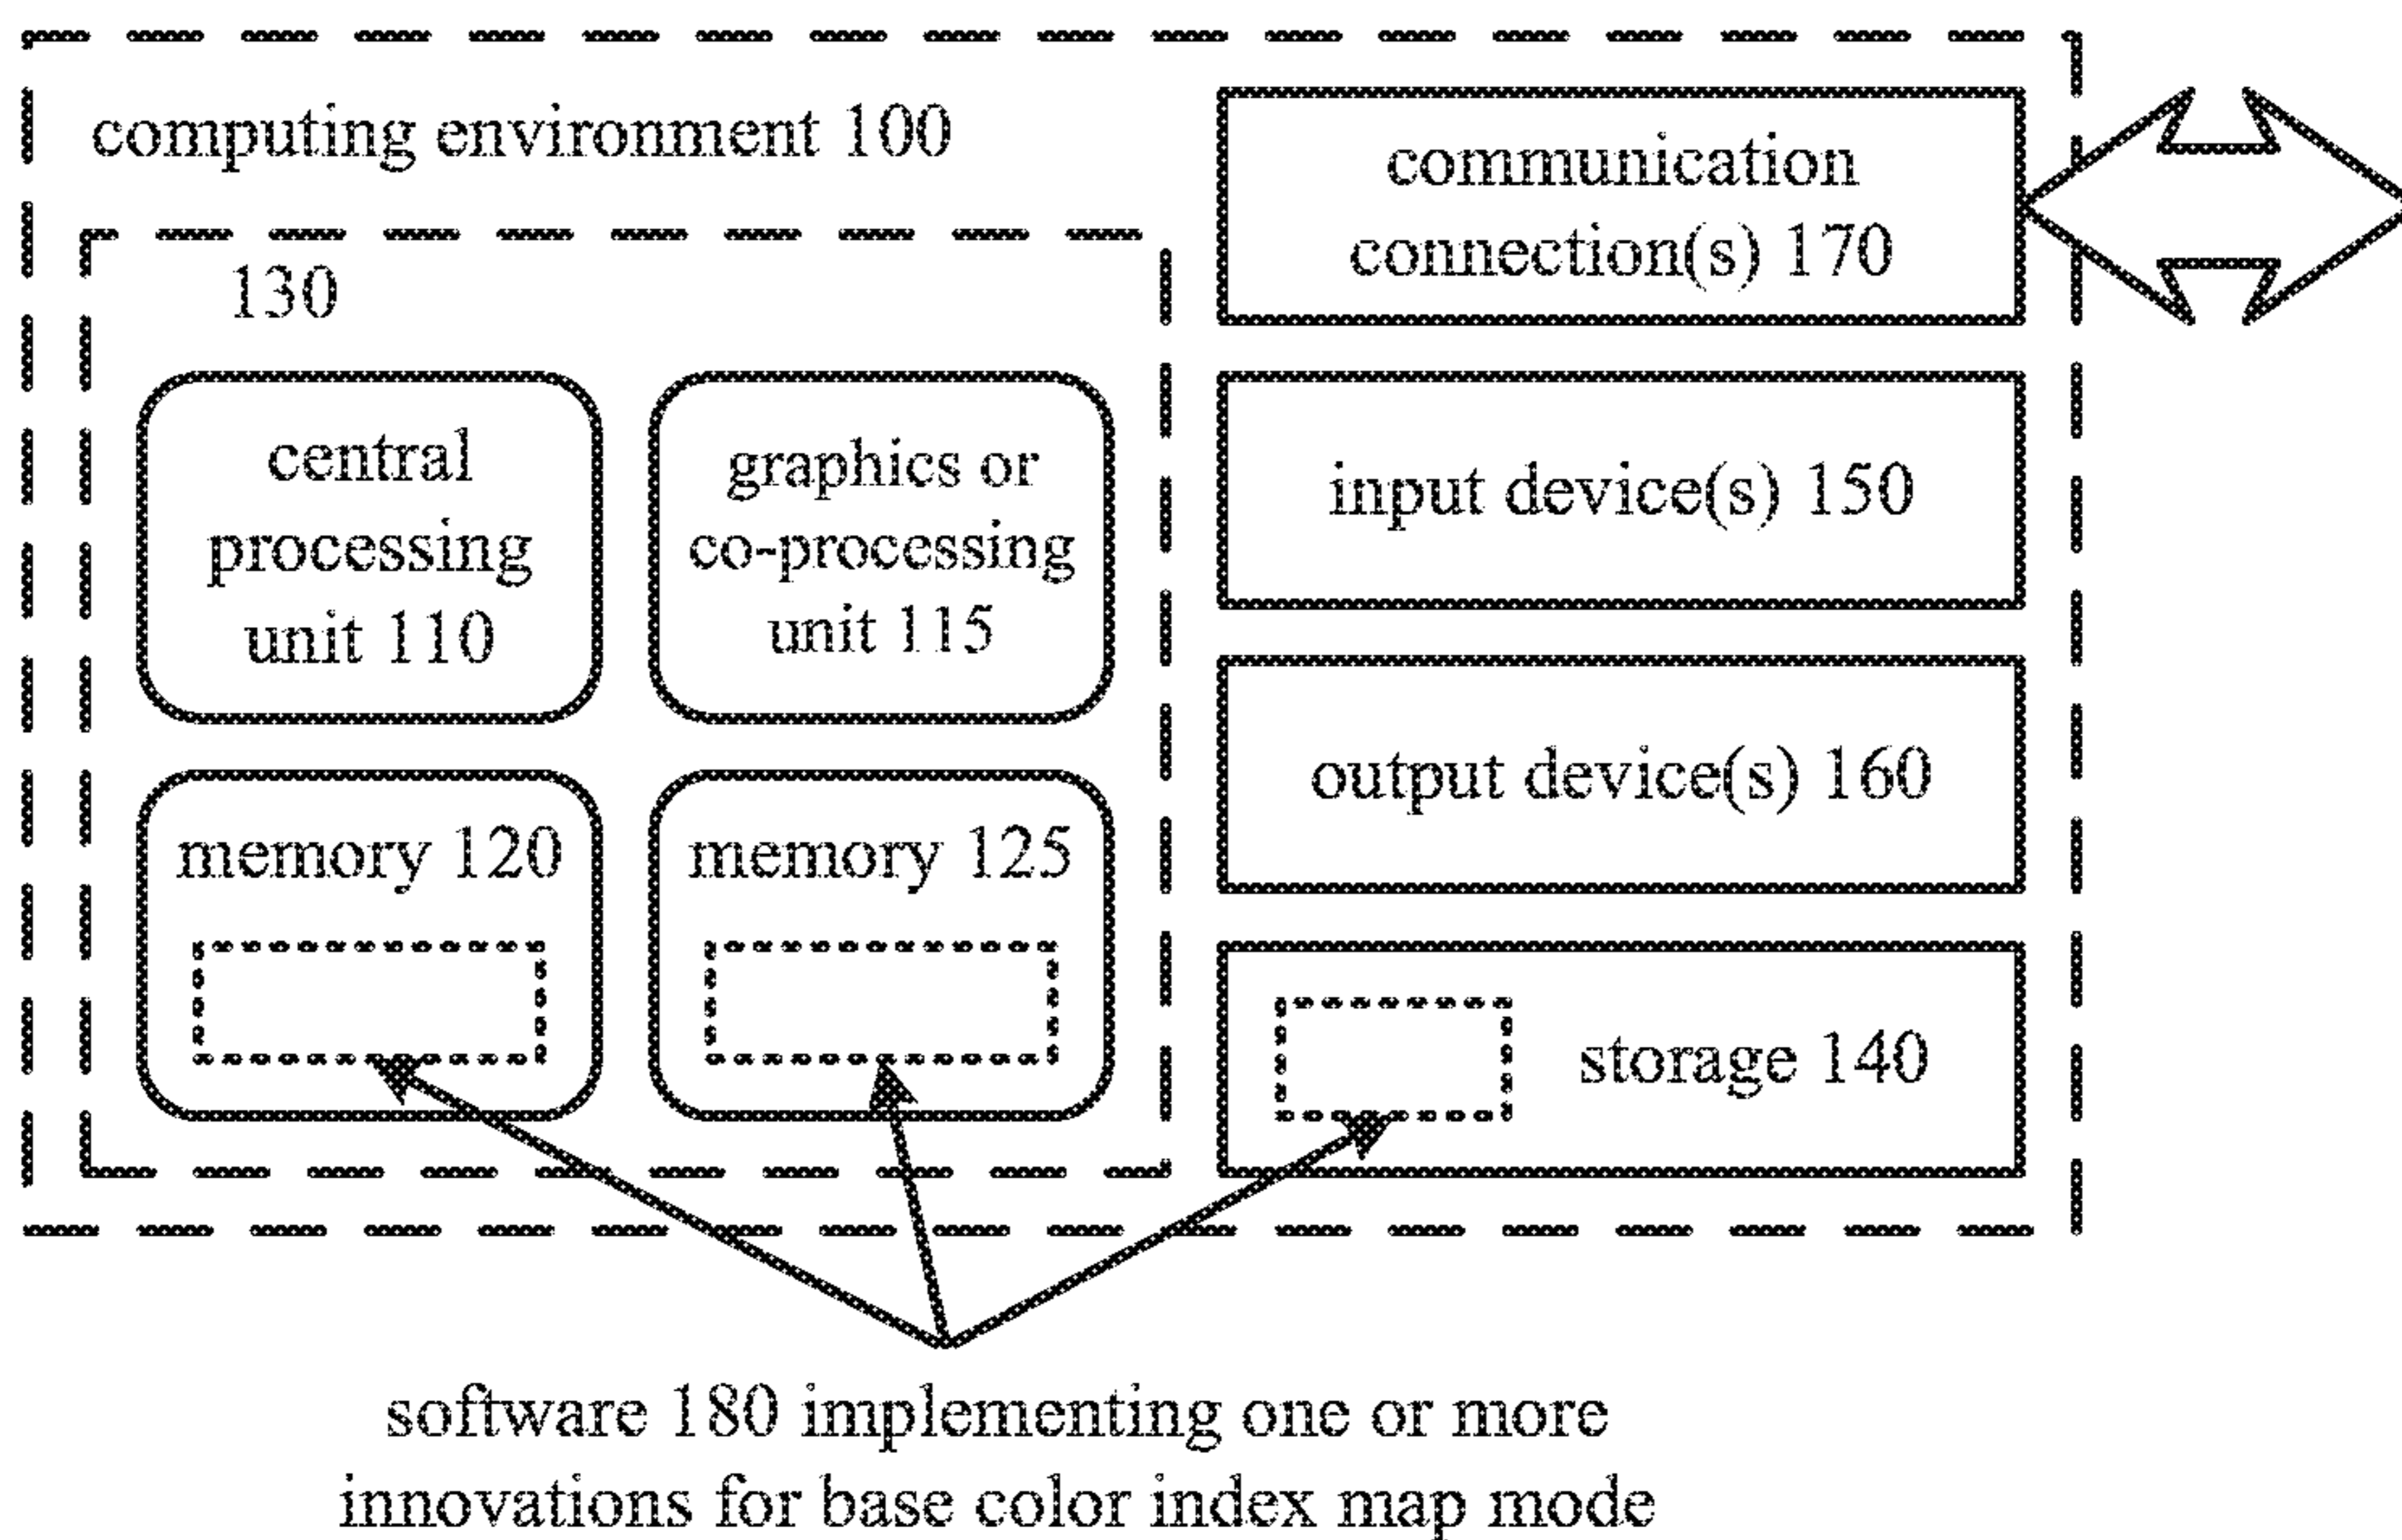 computing environment 100
130
central
processing
unit 110
graphics or
co-processing
unit 115
memory 120
memory 125
communication
connection(s) 170
input device(s) 150
output device(s) 160
storage 140
software 180 implementing one or more
innovations for base color index map mode